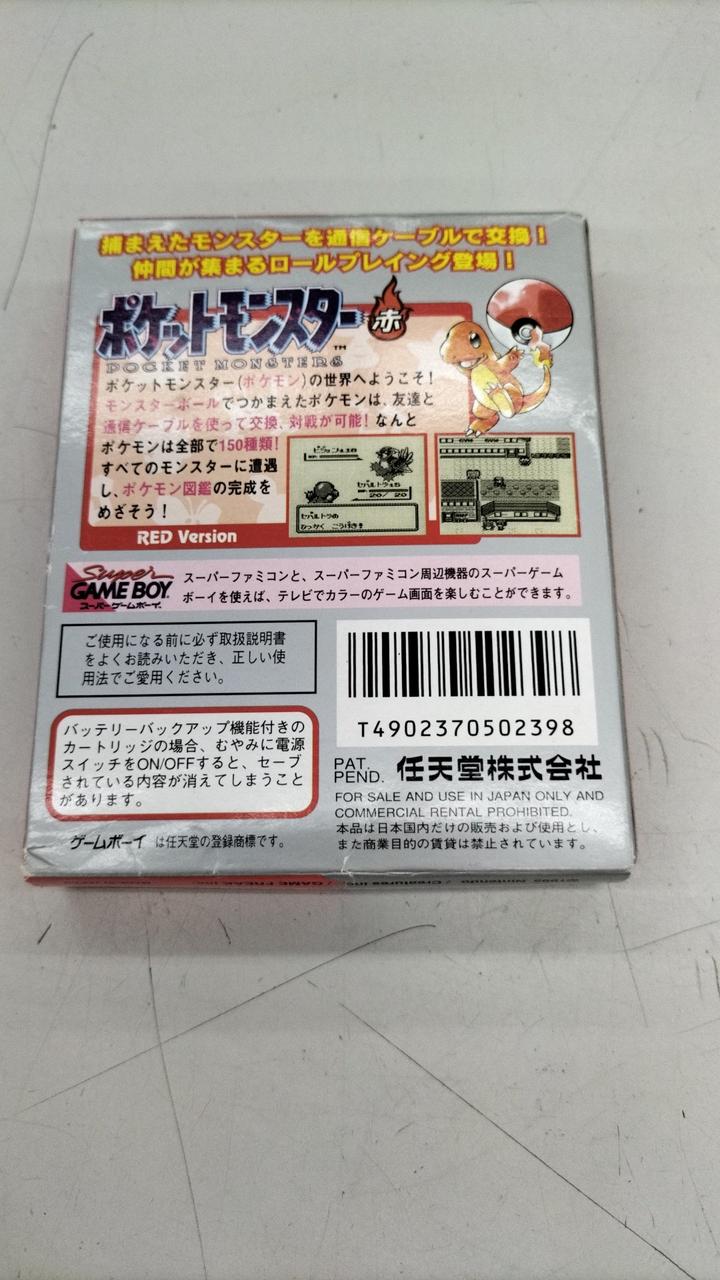 捕まえたモンスターを通信ケーブルで交換！
仲間が集まるロールプレイング登場！
ポケットモンスター 赤
TM
POCKET MONSTERS
ポケットモンスター(ポケモン)の世界へようこそ！
モンスターボールでつかまえたポケモンは、友達と
通信ケーブルを使って交換、対戦が可能！なんと
ポケモンは全部で150種類！
すべてのモンスターに遭遇
し、ポケモン図鑑の完成を
めざそう！
RED Version
20/ 20
ひっかく こうげき！
Super
GAME BOY
スーパーゲームボーイ
スーパーファミコンと、スーパーファミコン周辺機器のスーパーゲーム
ボーイを使えば、テレビでカラーのゲーム画面を楽しむことができます。
ご使用になる前に必ず取扱説明書
をよくお読みいただき、正しい使
用法でご愛用ください。
バッテリーバックアップ機能付きの
カートリッジの場合、むやみに電源
スイッチをON/OFFすると、セーブ
されている内容が消えてしまうこと
があります。
ゲームボーイ は任天堂の登録商標です。
T4902370502398
PAT.
PEND. 任天堂株式会社
FOR SALE AND USE IN JAPAN ONLY AND
COMMERCIAL RENTAL PROHIBITED.
本品は日本国内だけの販売および使用とし、
また商業目的の賃貸は禁止されています。
©1995 Nintendo / Creatures inc. / GAME FREAK inc.